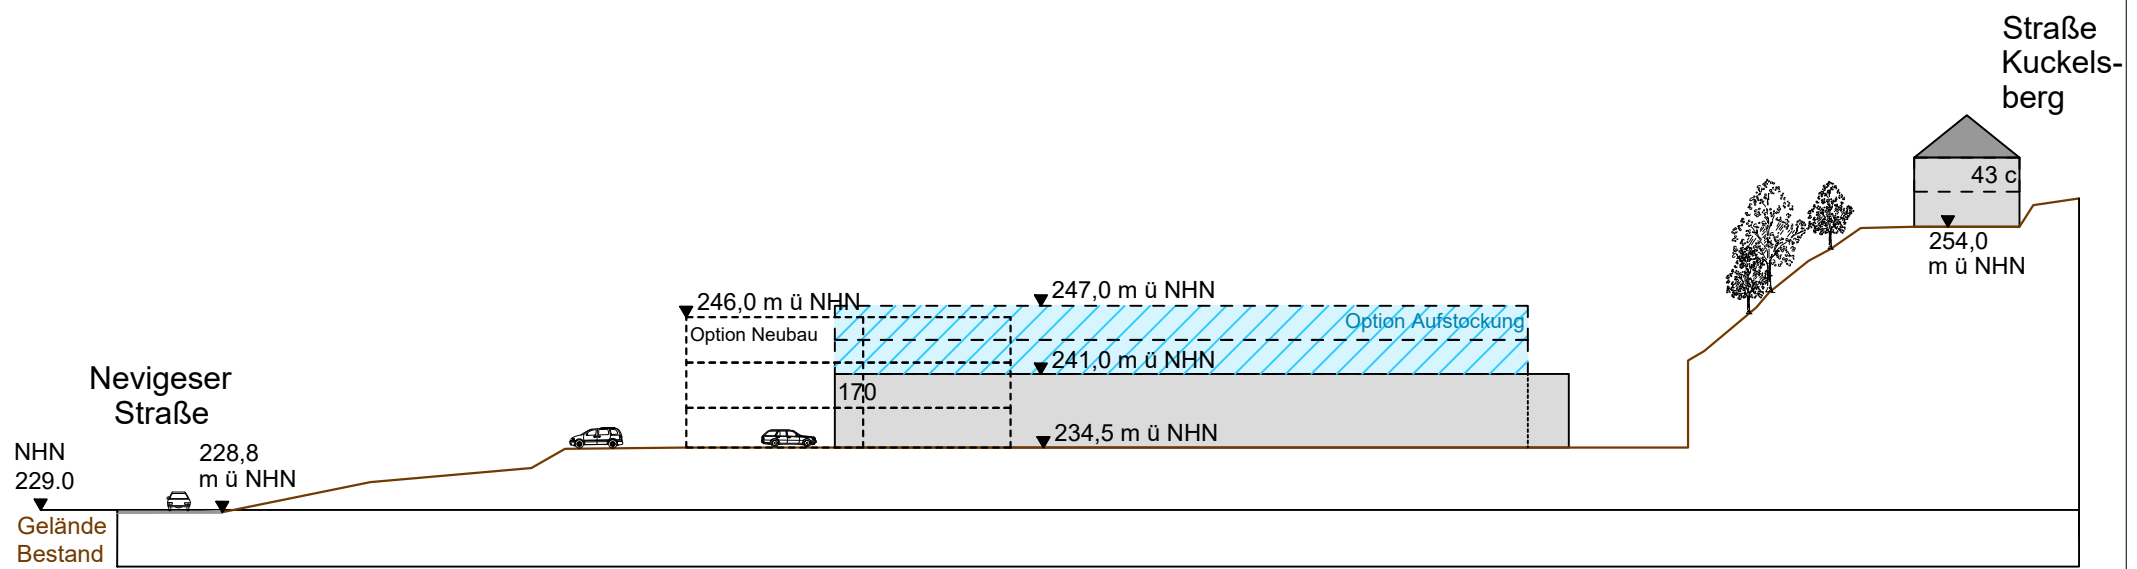 Straße
Kuckels-
berg
43 c
254,0
m ü NHN
246,0 m ü NHN
247,0 m ü NHN
Option Neubau
Option Aufstockung
241,0 m ü NHN
170
234,5 m ü NHN
Nevigeser
Straße
NHN
229.0
228,8
m ü NHN
Gelände
Bestand